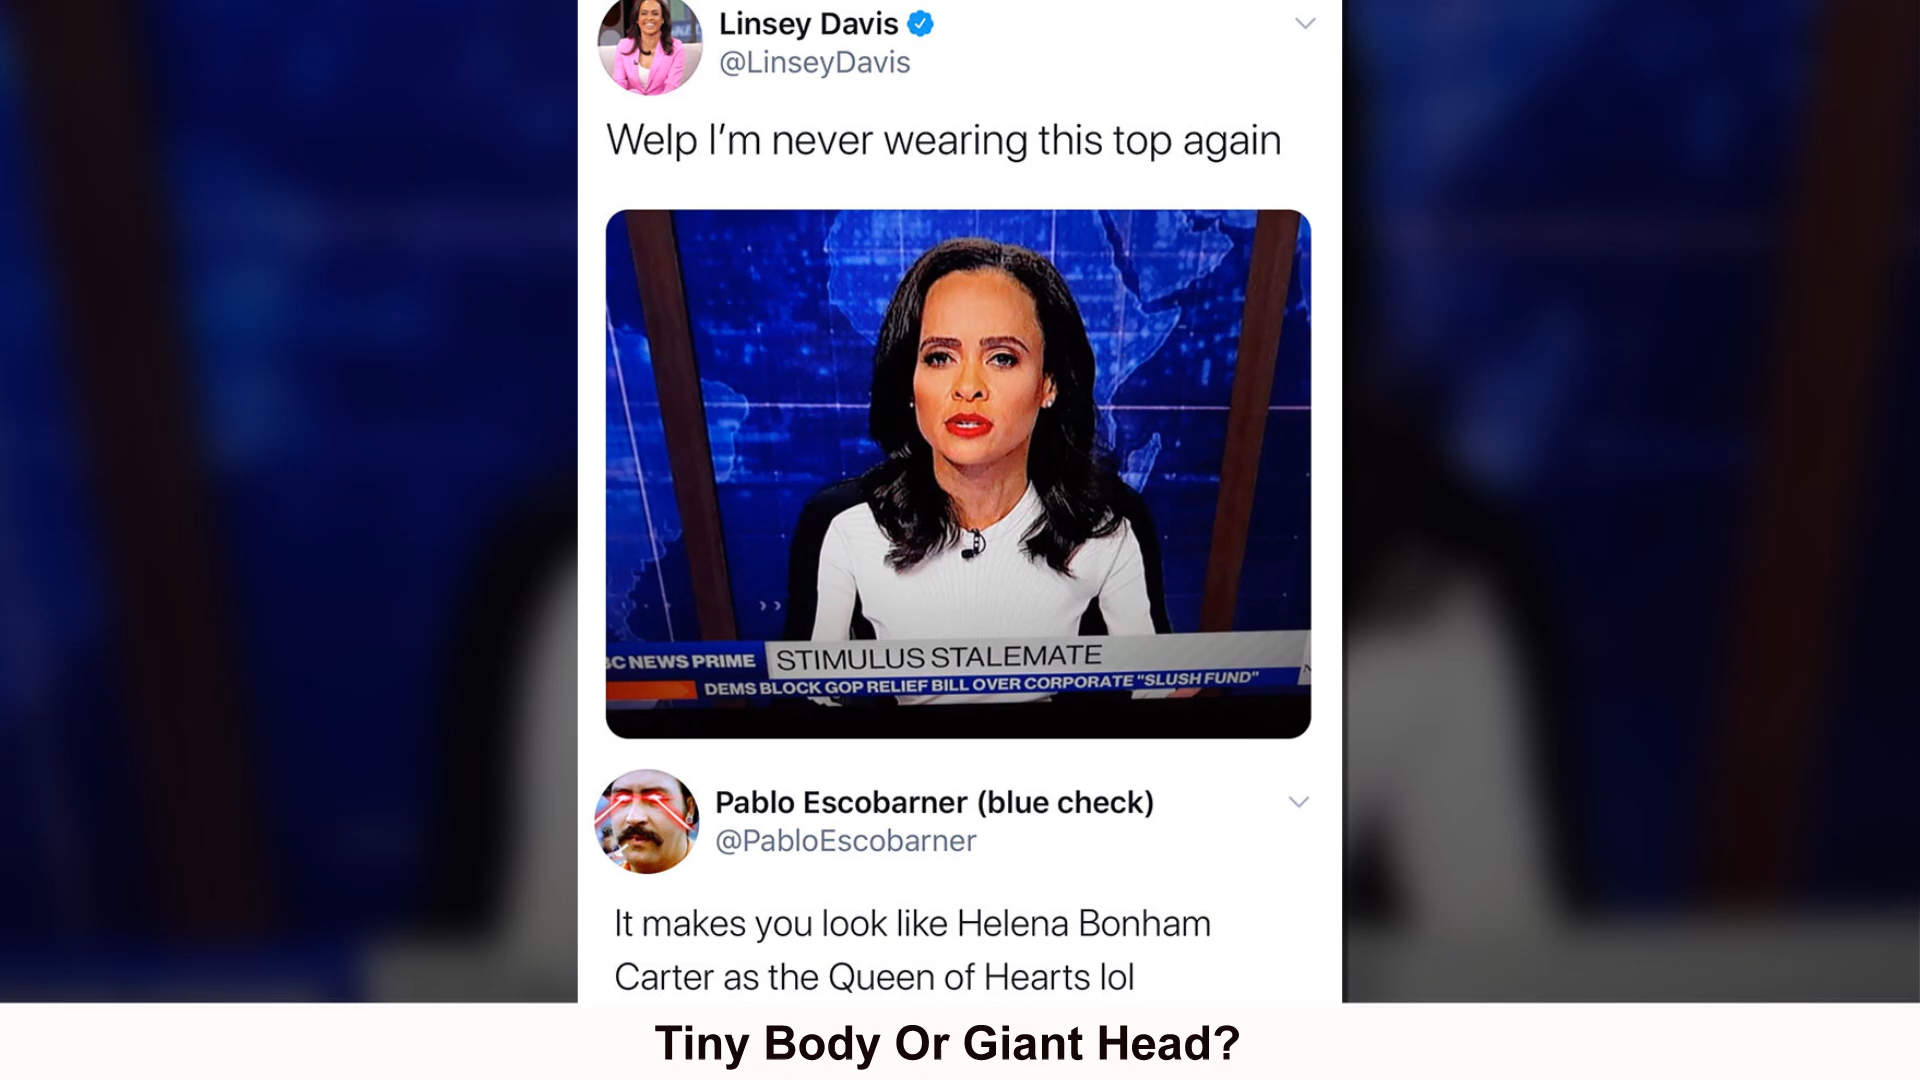 Linsey Davis
@LinseyDavis
Welp I'm never wearing this top again
BC NEWS PRIME
STIMULUS STALEMATE
DEMS BLOCK GOP RELIEF BILL OVER CORPORATE "SLUSH FUND"
Pablo Escobarner (blue check)
@PabloEscobarner
It makes you look like Helena Bonham
Carter as the Queen of Hearts lol
Tiny Body Or Giant Head?